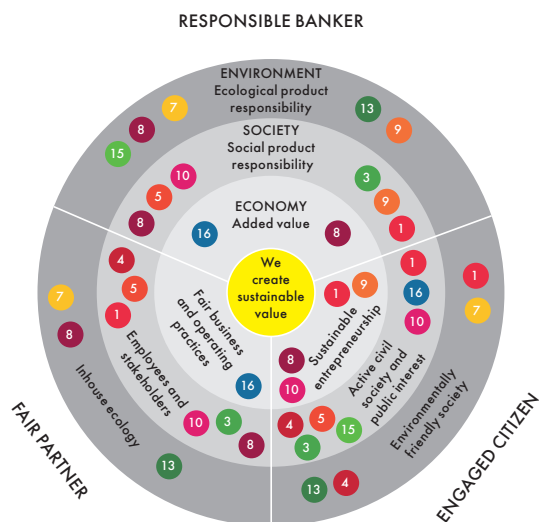 RESPONSIBLE BANKER
ENVIRONMENT
Ecological product
responsibility
7
8
15
13
9
SOCIETY
Social product
responsibility
10
5
8
3
9
1
ECONOMY
Added value
16
8
We
create
sustainable
value
FAIR PARTNER
Fair business
and operating
practices
16
Employees and
stakeholders
4
5
1
10
3
8
Inhouse ecology
7
8
13
ENGAGED CITIZEN
Sustainable
entrepreneurship
1
9
8
10
Active civil
society and
public interest
1
16
10
4
5
15
3
Environmentally
friendly society
1
7
13
4